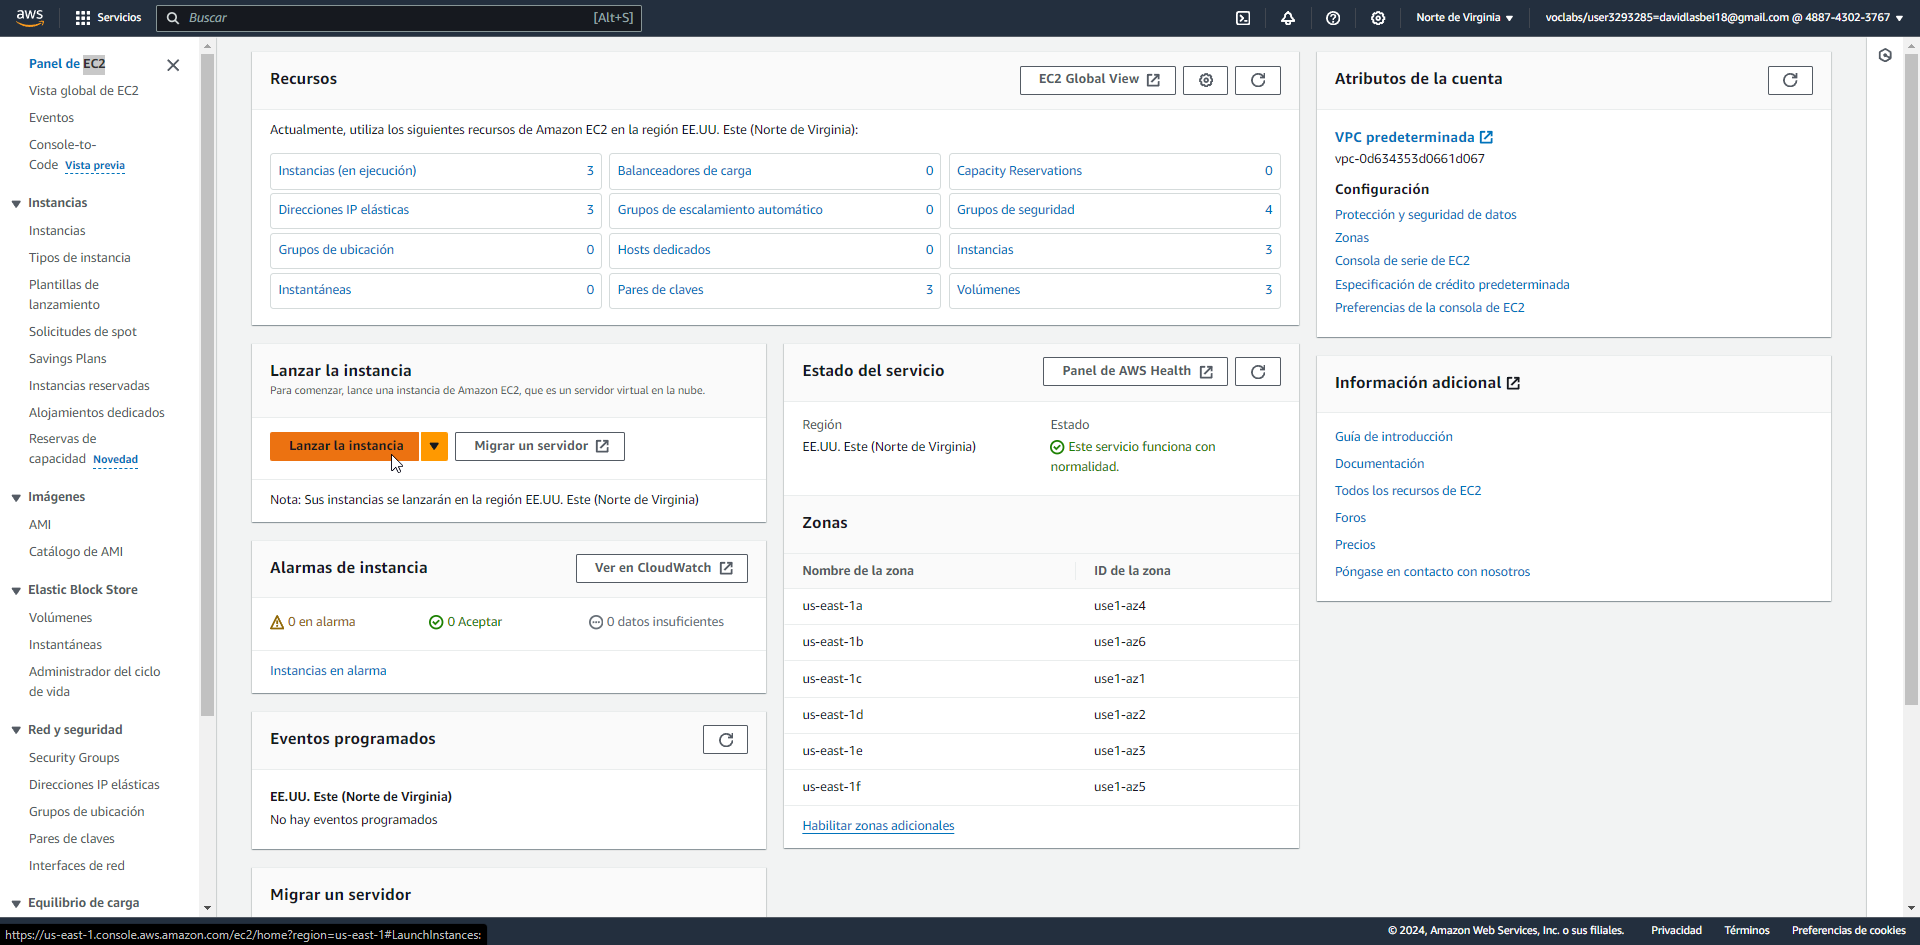 aws
Servicios
Buscar
[Alt+S]
Norte de Virginia
voclabs/user3293285=davidlasbei18@gmail.com @ 4887-4302-3767
Panel de EC2
Vista global de EC2
Eventos
Console-to-
Code Vista previa
Instancias
Instancias
Tipos de instancia
Plantillas de
lanzamiento
Solicitudes de spot
Savings Plans
Instancias reservadas
Alojamientos dedicados
Reservas de
capacidad Novedad
Imágenes
AMI
Catálogo de AMI
Elastic Block Store
Volúmenes
Instantáneas
Administrador del ciclo
de vida
Red y seguridad
Security Groups
Direcciones IP elásticas
Grupos de ubicación
Pares de claves
Interfaces de red
Equilibrio de carga
Recursos
EC2 Global View
Actualmente, utiliza los siguientes recursos de Amazon EC2 en la región EE.UU. Este (Norte de Virginia):
Instancias (en ejecución) 3
Balanceadores de carga 0
Capacity Reservations 0
Direcciones IP elásticas 3
Grupos de escalamiento automático 0
Grupos de seguridad 4
Grupos de ubicación 0
Hosts dedicados 0
Instancias 3
Instantáneas 0
Pares de claves 3
Volúmenes 3
Lanzar la instancia
Para comenzar, lance una instancia de Amazon EC2, que es un servidor virtual en la nube.
Lanzar la instancia
Migrar un servidor
Nota: Sus instancias se lanzarán en la región EE.UU. Este (Norte de Virginia)
Alarmas de instancia
Ver en CloudWatch
0 en alarma
0 Aceptar
0 datos insuficientes
Instancias en alarma
Eventos programados
EE.UU. Este (Norte de Virginia)
No hay eventos programados
Migrar un servidor
Estado del servicio
Panel de AWS Health
Región
EE.UU. Este (Norte de Virginia)
Estado
Este servicio funciona con
normalidad.
Zonas
Nombre de la zona ID de la zona
us-east-1a use1-az4
us-east-1b use1-az6
us-east-1c use1-az1
us-east-1d use1-az2
us-east-1e use1-az3
us-east-1f use1-az5
Habilitar zonas adicionales
Atributos de la cuenta
VPC predeterminada
vpc-0d634353d0661d067
Configuración
Protección y seguridad de datos
Zonas
Consola de serie de EC2
Especificación de crédito predeterminada
Preferencias de la consola de EC2
Información adicional
Guía de introducción
Documentación
Todos los recursos de EC2
Foros
Precios
Póngase en contacto con nosotros
https://us-east-1.console.aws.amazon.com/ec2/home?region=us-east-1#LaunchInstances:
© 2024, Amazon Web Services, Inc. o sus filiales.
Privacidad
Términos
Preferencias de cookies